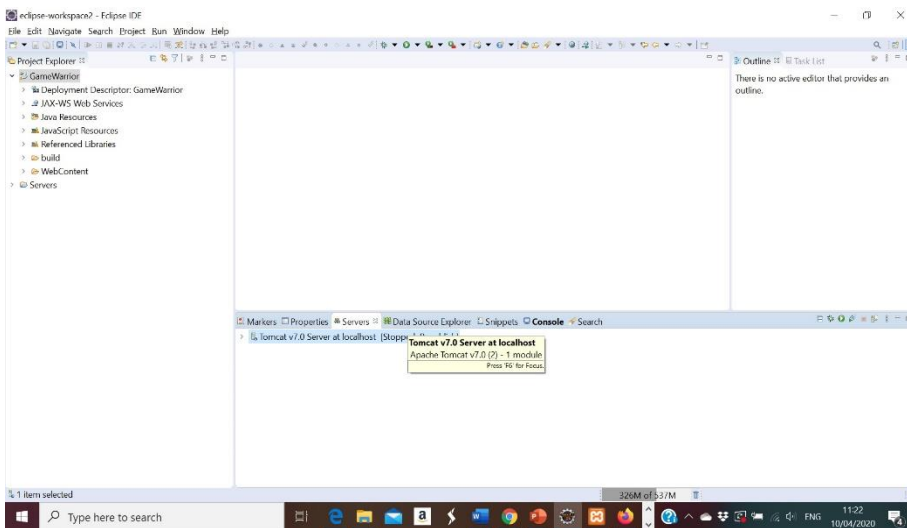 eclipse-workspace2 - Eclipse IDE
File Edit Navigate Search Project Run Window Help
Project Explorer
GameWarrior
Deployment Descriptor: GameWarrior
JAX-WS Web Services
Java Resources
JavaScript Resources
Referenced Libraries
build
WebContent
Servers
Outline Task List
There is no active editor that provides an
outline.
Markers Properties Servers Data Source Explorer Snippets Console Search
Tomcat v7.0 Server at localhost
Tomcat v7.0 Server at localhost
Apache Tomcat v7.0 (2) - 1 module
Press 'F6' for Focus.
1 item selected
326M of 537M
Type here to search
ENG
11:22
10/04/2020